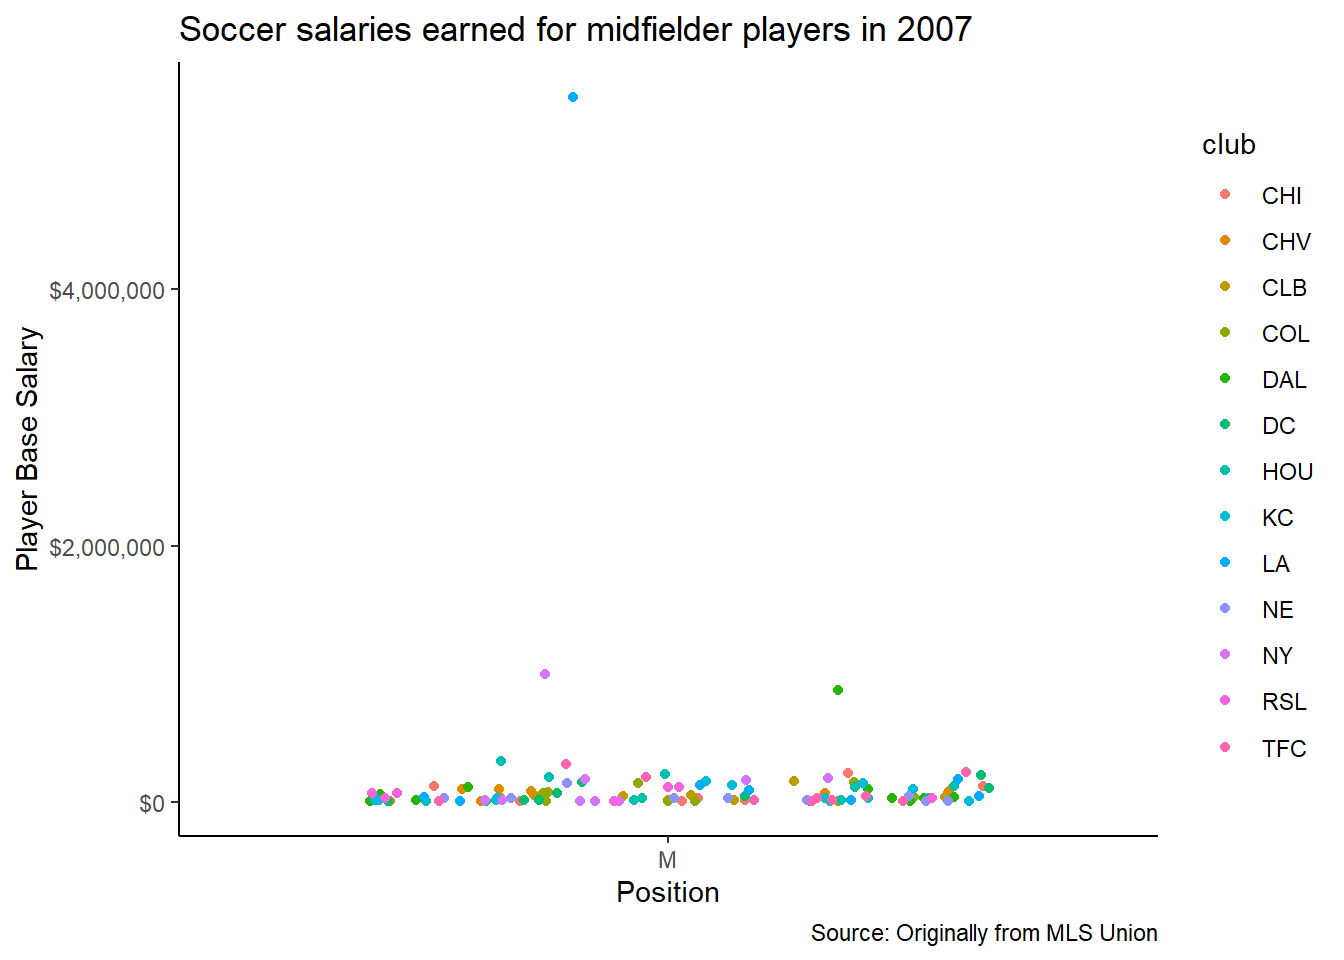 Soccer salaries earned for midfielder players in 2007
Player Base Salary
$4,000,000
$2,000,000
$0
M
Position
club
CHI
CHV
CLB
COL
DAL
DC
HOU
KC
LA
NE
NY
RSL
TFC
Source: Originally from MLS Union